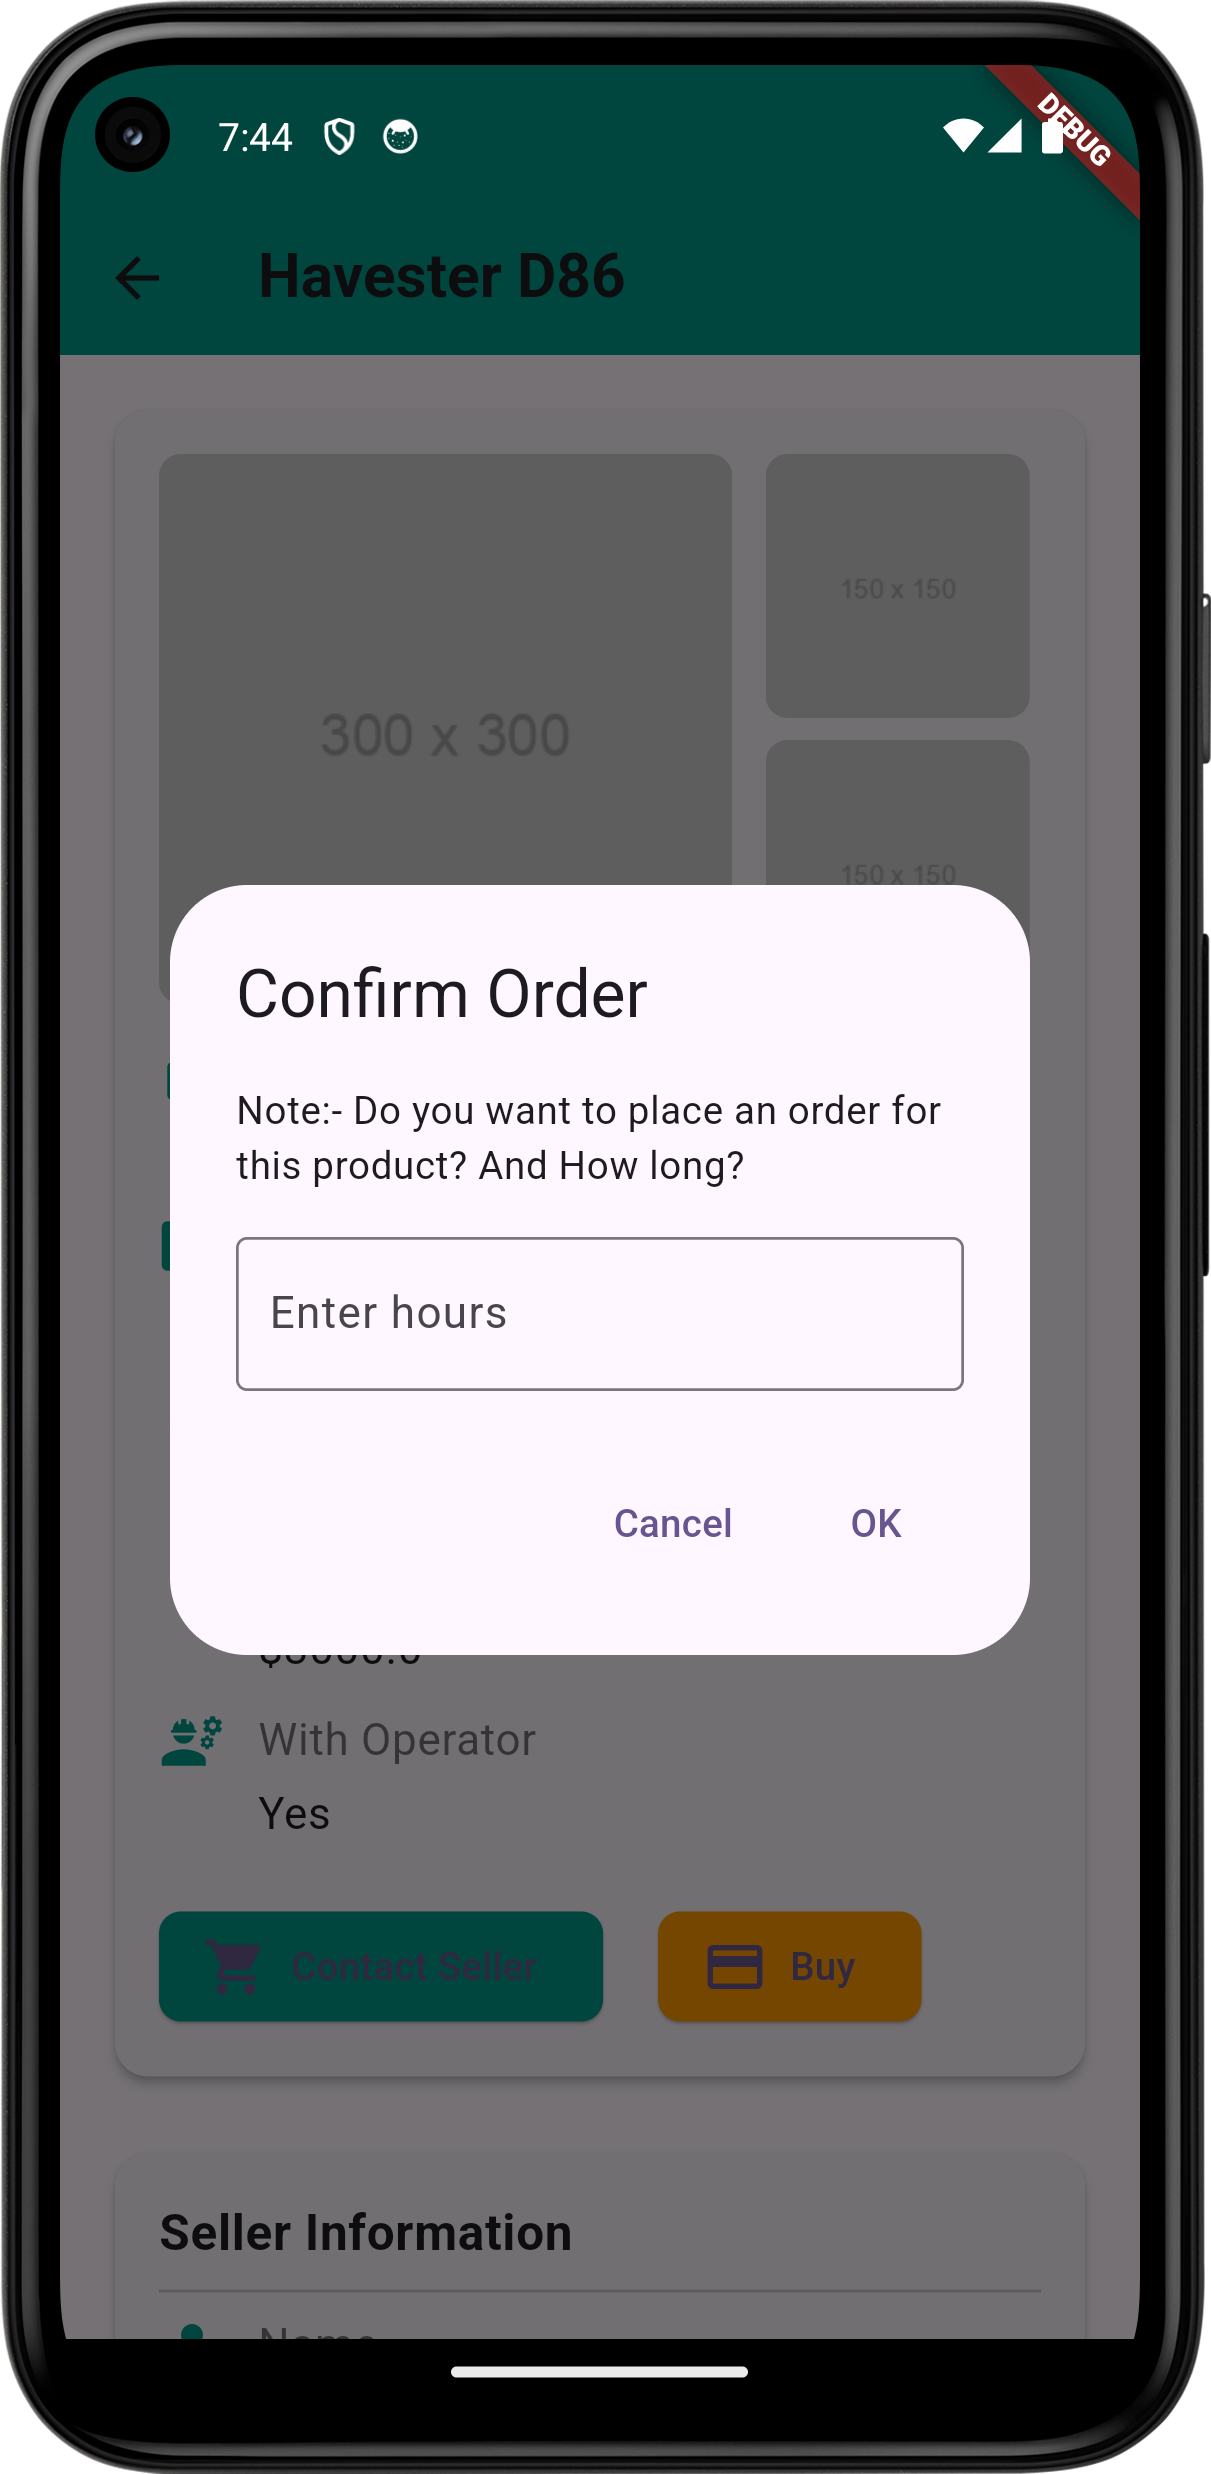 7:44
DEBUG
Havester D86
150 x 150
300 x 300
150 x 150
Confirm Order
Note:- Do you want to place an order for
this product? And How long?
Enter hours
Cancel OK
With Operator
Yes
Contact Seller Buy
Seller Information
Name